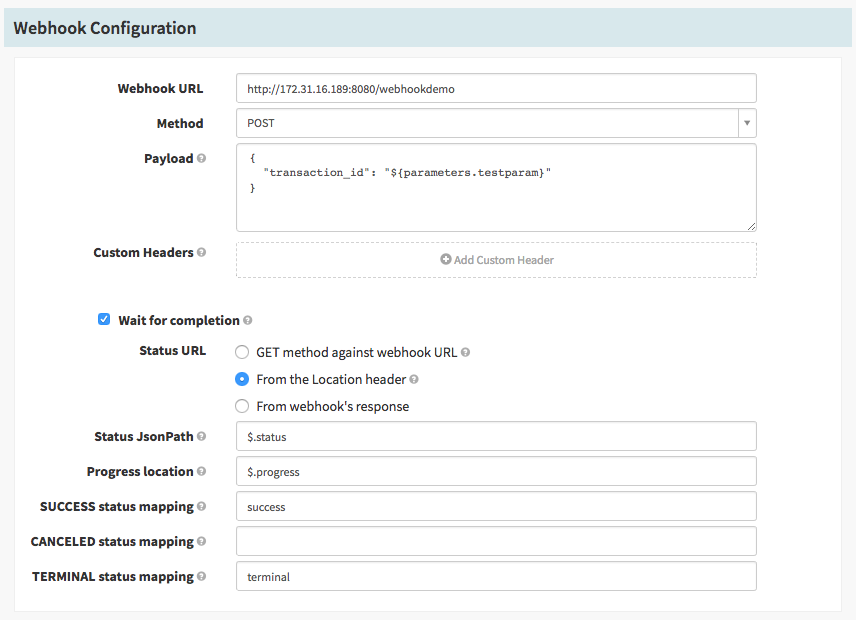 Webhook Configuration
Webhook URL http://172.31.16.189:8080/webhookdemo
Method POST
Payload {
"transaction_id": "${parameters.testparam}"
}
Custom Headers Add Custom Header
Wait for completion
Status URL GET method against webhook URL
From the Location header
From webhook's response
Status JsonPath $.status
Progress location $.progress
SUCCESS status mapping success
CANCELED status mapping
TERMINAL status mapping terminal